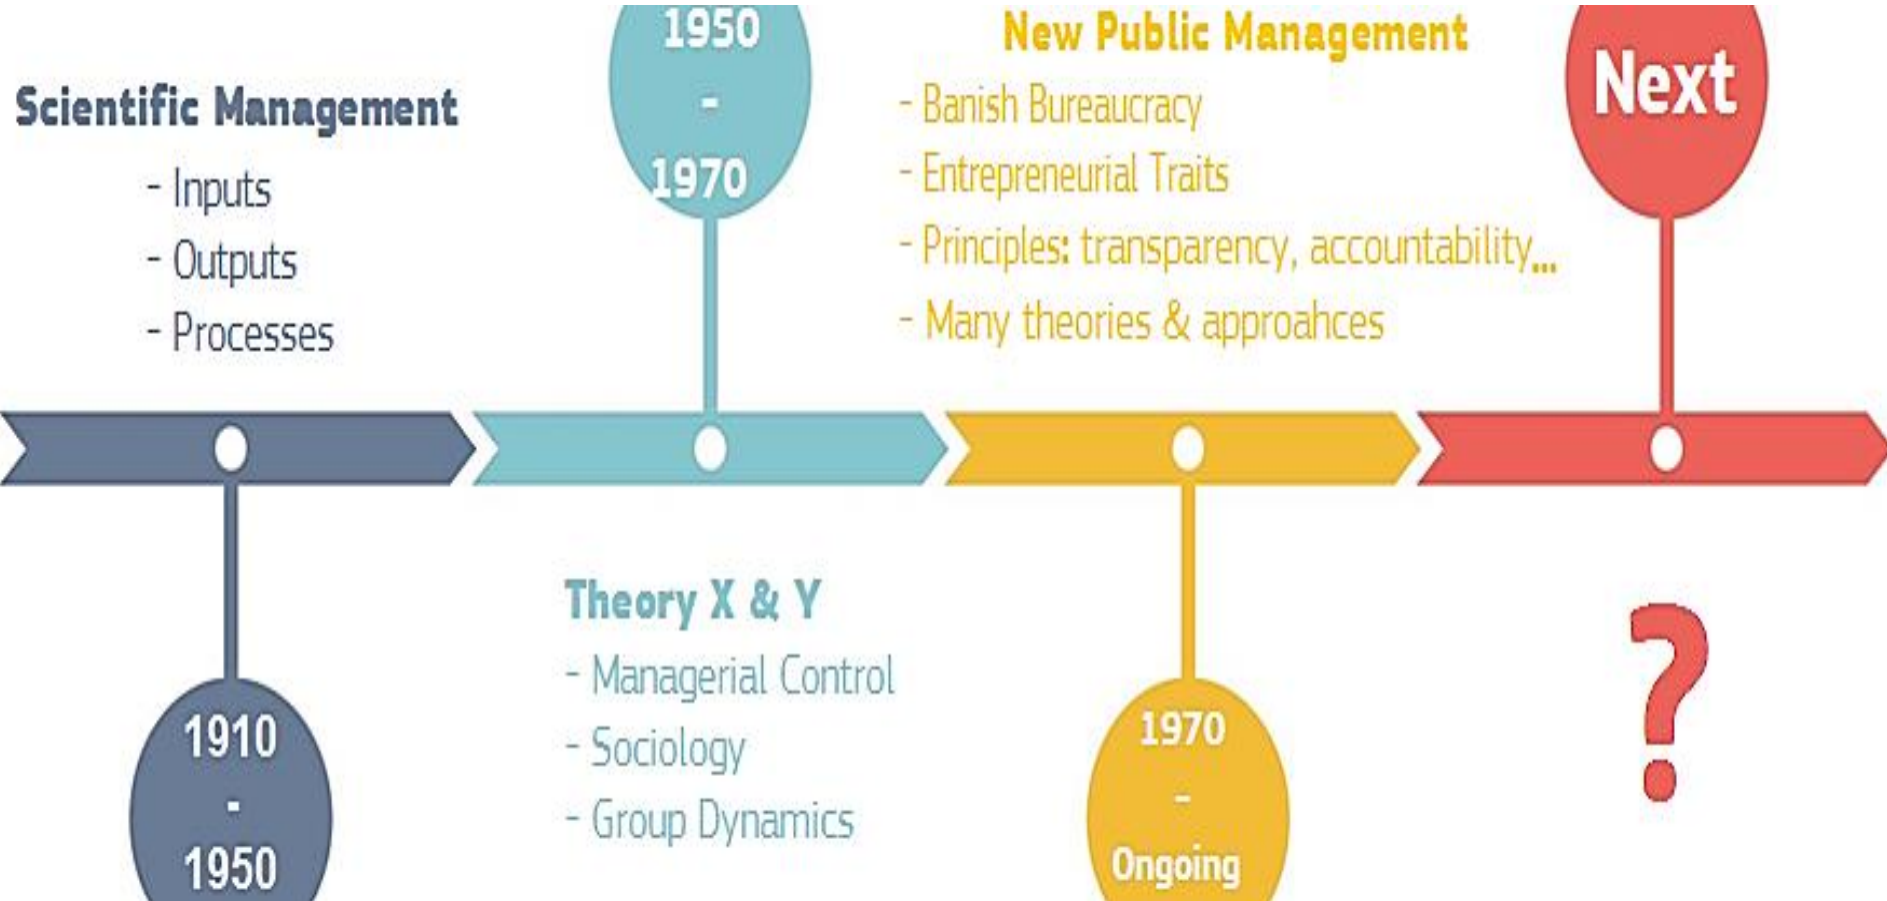 Scientific Management
- Inputs
- Outputs
- Processes
1910
-
1950
1950
-
1970
Theory X & Y
- Managerial Control
- Sociology
- Group Dynamics
New Public Management
- Banish Bureaucracy
- Entrepreneurial Traits
- Principles: transparency, accountability...
- Many theories & approahces
1970
-
Ongoing
Next
?